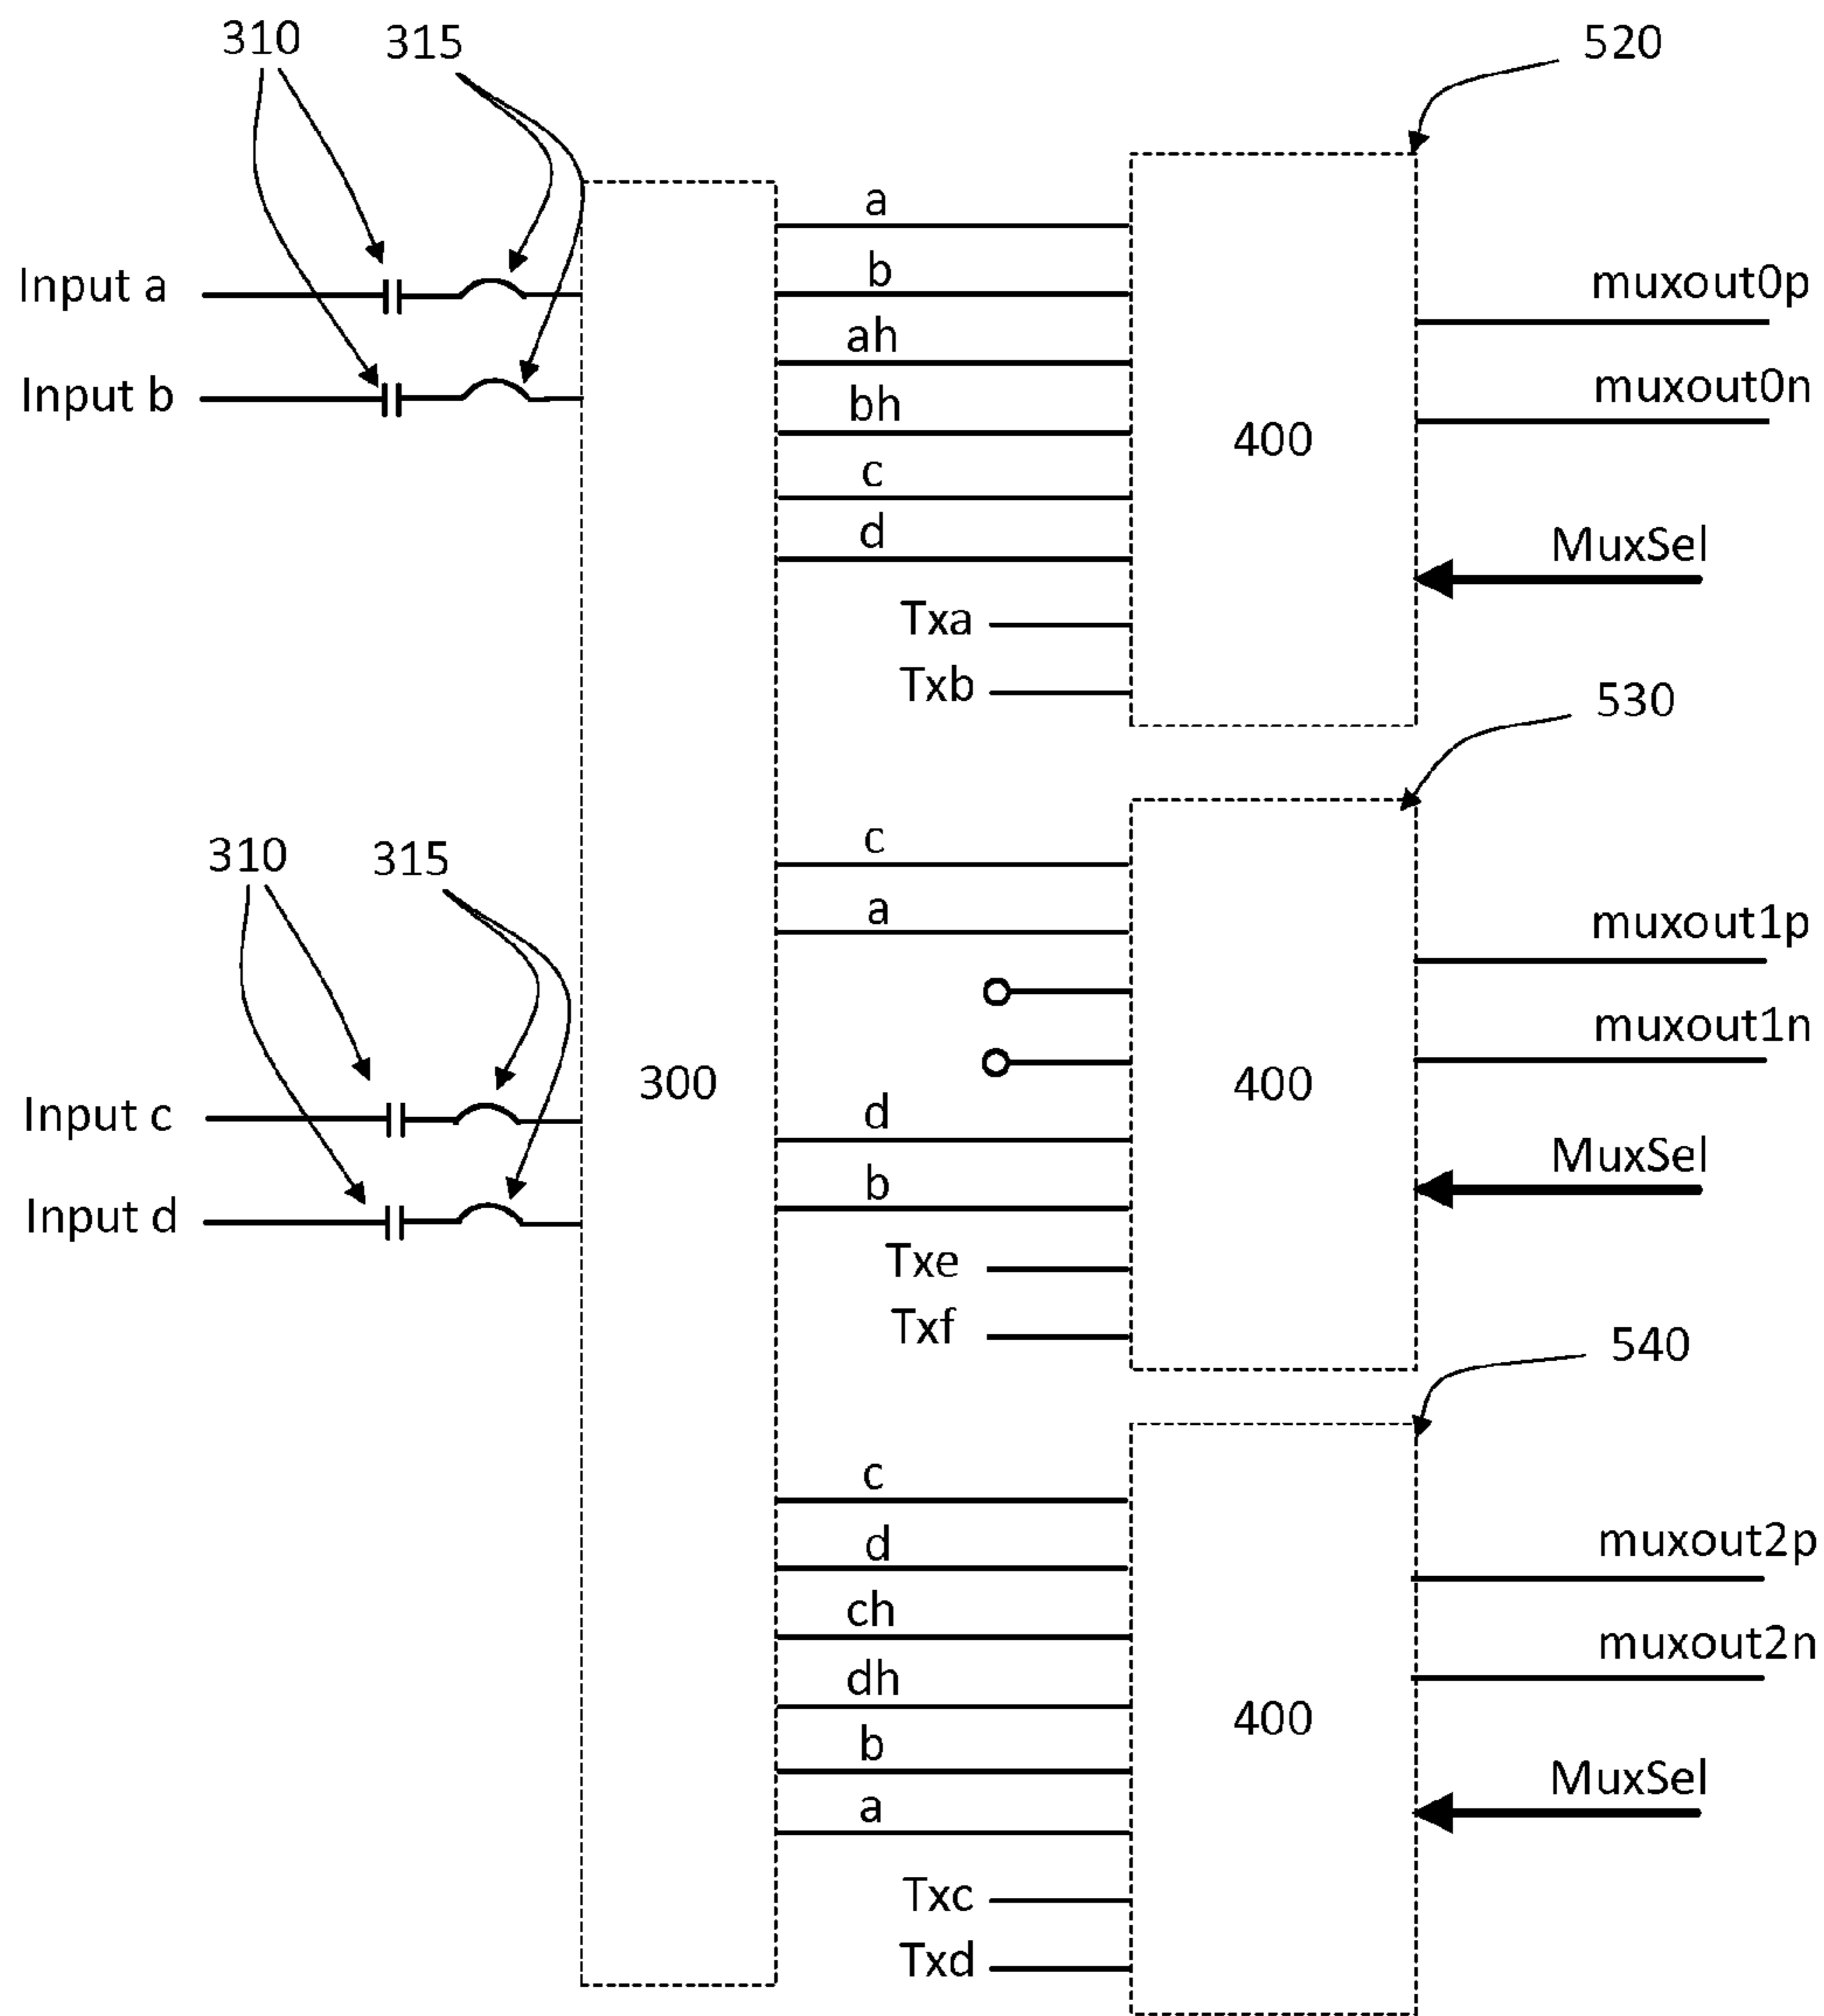 310
315
520
Input a
Input b
a
b
ah
bh
c
d
Txa
Txb
400
muxout0p
muxout0n
MuxSel
530
310
315
Input c
Input d
300
c
a
d
b
Txe
Txf
400
muxout1p
muxout1n
MuxSel
540
c
d
ch
dh
b
a
Txc
Txd
400
muxout2p
muxout2n
MuxSel